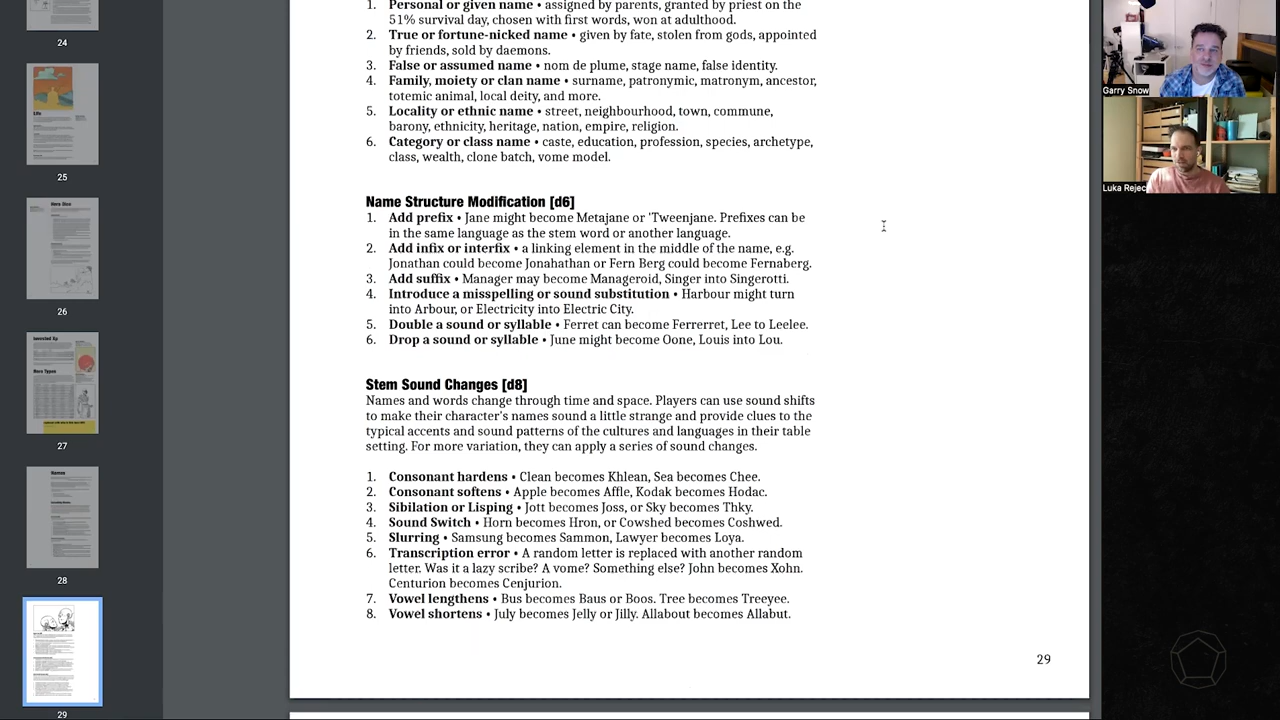 24
25
26
27
28
29
1. Personal or given name • assigned by parents, granted by priest on the
51% survival day, chosen with first words, won at adulthood.
2. True or fortune-nicked name • given by fate, stolen from gods, appointed
by friends, sold by daemons.
3. False or assumed name • nom de plume, stage name, false identity.
4. Family, moiety or clan name • surname, patronymic, matronym, ancestor,
totemic animal, local deity, and more.
5. Locality or ethnic name • street, neighbourhood, town, commune,
barony, ethnicity, heritage, nation, empire, religion.
6. Category or class name • caste, education, profession, species, archetype,
class, wealth, clone batch, vome model.
Name Structure Modification [d6]
1. Add prefix • Jane might become Metajane or 'Tweenjane. Prefixes can be
in the same language as the stem word or another language.
2. Add infix or interfix • a linking element in the middle of the name, e.g.
Jonathan could become Jonahathan or Fern Berg could become Fernaberg.
3. Add suffix • Manager may become Manageroid, Singer into Singerotti.
4. Introduce a misspelling or sound substitution • Harbour might turn
into Arbour, or Electricity into Electric City.
5. Double a sound or syllable • Ferret can become Ferrerret, Lee to Leelee.
6. Drop a sound or syllable • June might become Oone, Louis into Lou.
Stem Sound Changes [d8]
Names and words change through time and space. Players can use sound shifts
to make their character's names sound a little strange and provide clues to the
typical accents and sound patterns of the cultures and languages in their table
setting. For more variation, they can apply a series of sound changes.
1. Consonant hardens • Clean becomes Khlean, Sea becomes Chee.
2. Consonant softens • Apple becomes Affle, Kodak becomes Hodac.
3. Sibilation or Lisping • Jott becomes Joss, or Sky becomes Thky.
4. Sound Switch • Horn becomes Hron, or Cowshed becomes Coshwed.
5. Slurring • Samsung becomes Sammon, Lawyer becomes Loya.
6. Transcription error • A random letter is replaced with another random
letter. Was it a lazy scribe? A vome? Something else? John becomes Xohn.
Centurion becomes Cenjurion.
7. Vowel lengthens • Bus becomes Baus or Boos. Tree becomes Treeyee.
8. Vowel shortens • July becomes Jelly or Jilly. Allabout becomes Allabut.
29
Garry Snow
Luka Rejec